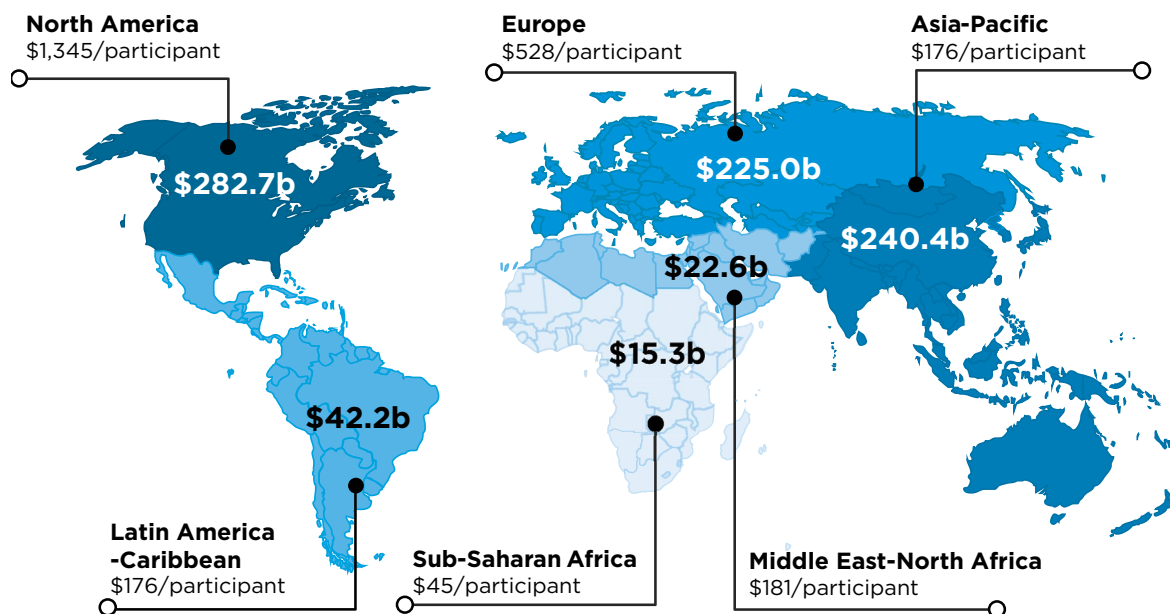 North America
$1,345/participant
Europe
$528/participant
Asia-Pacific
$176/participant
$282.7b
$225.0b
$240.4b
$22.6b
$15.3b
$42.2b
Latin America
-Caribbean
$176/participant
Sub-Saharan Africa
$45/participant
Middle East-North Africa
$181/participant